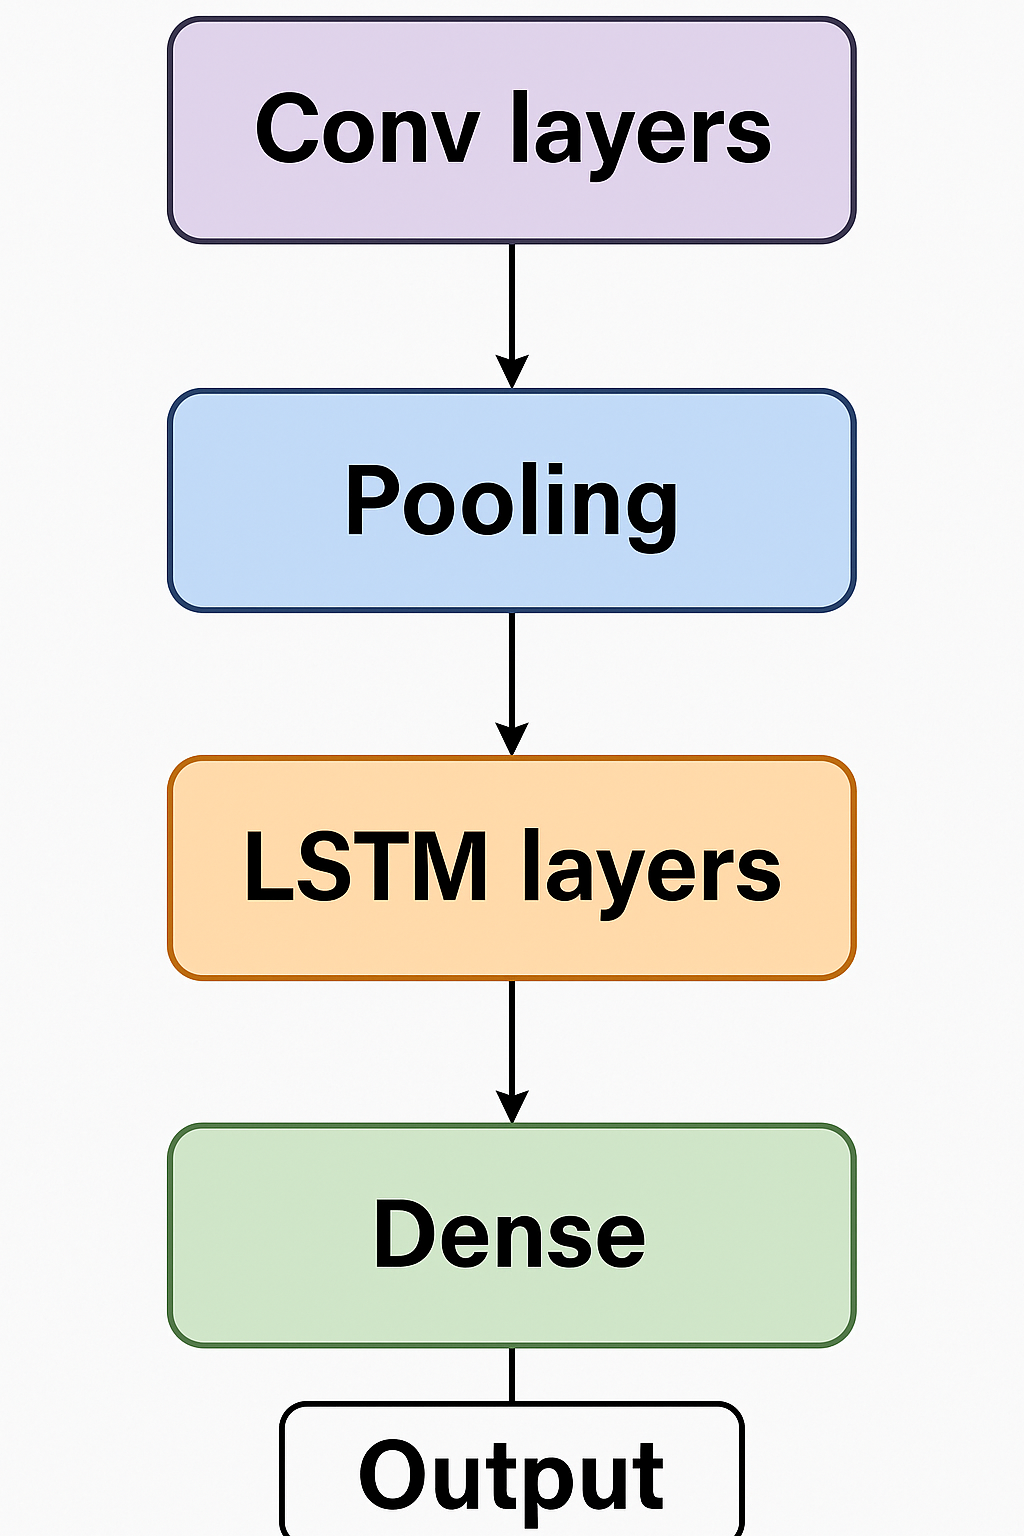 Conv layers
Pooling
LSTM layers
Dense
Output